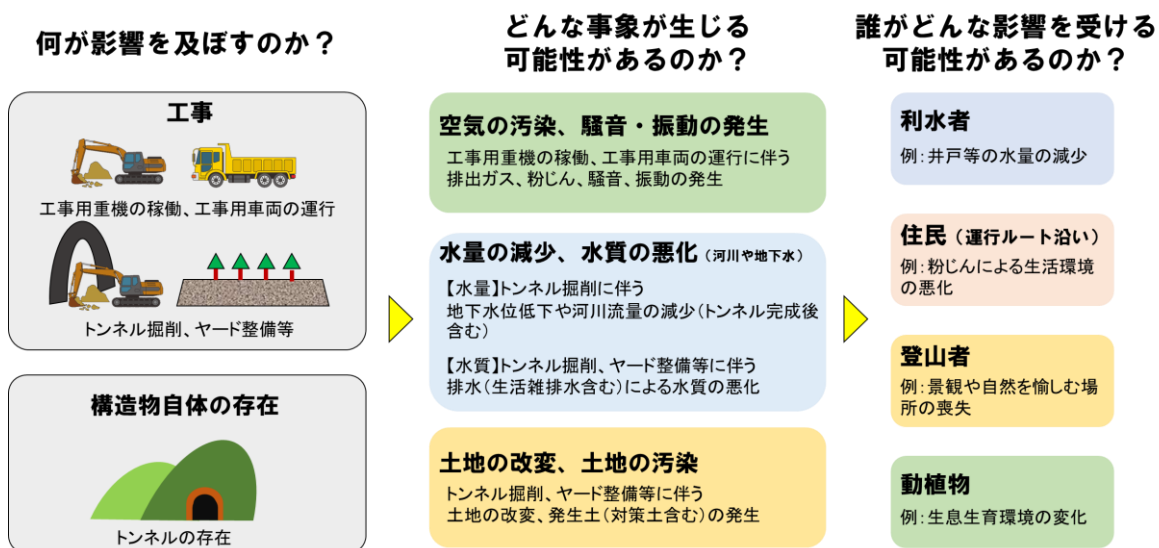 何が影響を及ぼすのか？
工事
工事用重機の稼働、工事用車両の運行
トンネル掘削、ヤード整備等
構造物自体の存在
トンネルの存在
どんな事象が生じる
可能性があるのか？
空気の汚染、騒音・振動の発生
工事用重機の稼働、工事用車両の運行に伴う
排出ガス、粉じん、騒音、振動の発生
水量の減少、水質の悪化（河川や地下水）
【水量】トンネル掘削に伴う
地下水位低下や河川流量の減少（トンネル完成後
含む）
【水質】トンネル掘削、ヤード整備等に伴う
排水（生活雑排水含む）による水質の悪化
土地の改変、土地の汚染
トンネル掘削、ヤード整備等に伴う
土地の改変、発生土（対策土含む）の発生
誰がどんな影響を受ける
可能性があるのか？
利水者
例：井戸等の水量の減少
住民（運行ルート沿い）
例：粉じんによる生活環境
の悪化
登山者
例：景観や自然を愉しむ場
所の喪失
動植物
例：生息生育環境の変化